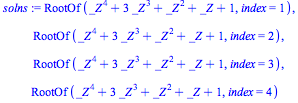 solns := RootOf (_Z^4 + 3 _Z^3 + _Z^2 + _Z + 1, index = 1),
RootOf (_Z^4 + 3 _Z^3 + _Z^2 + _Z + 1, index = 2),
RootOf (_Z^4 + 3 _Z^3 + _Z^2 + _Z + 1, index = 3),
RootOf (_Z^4 + 3 _Z^3 + _Z^2 + _Z + 1, index = 4)